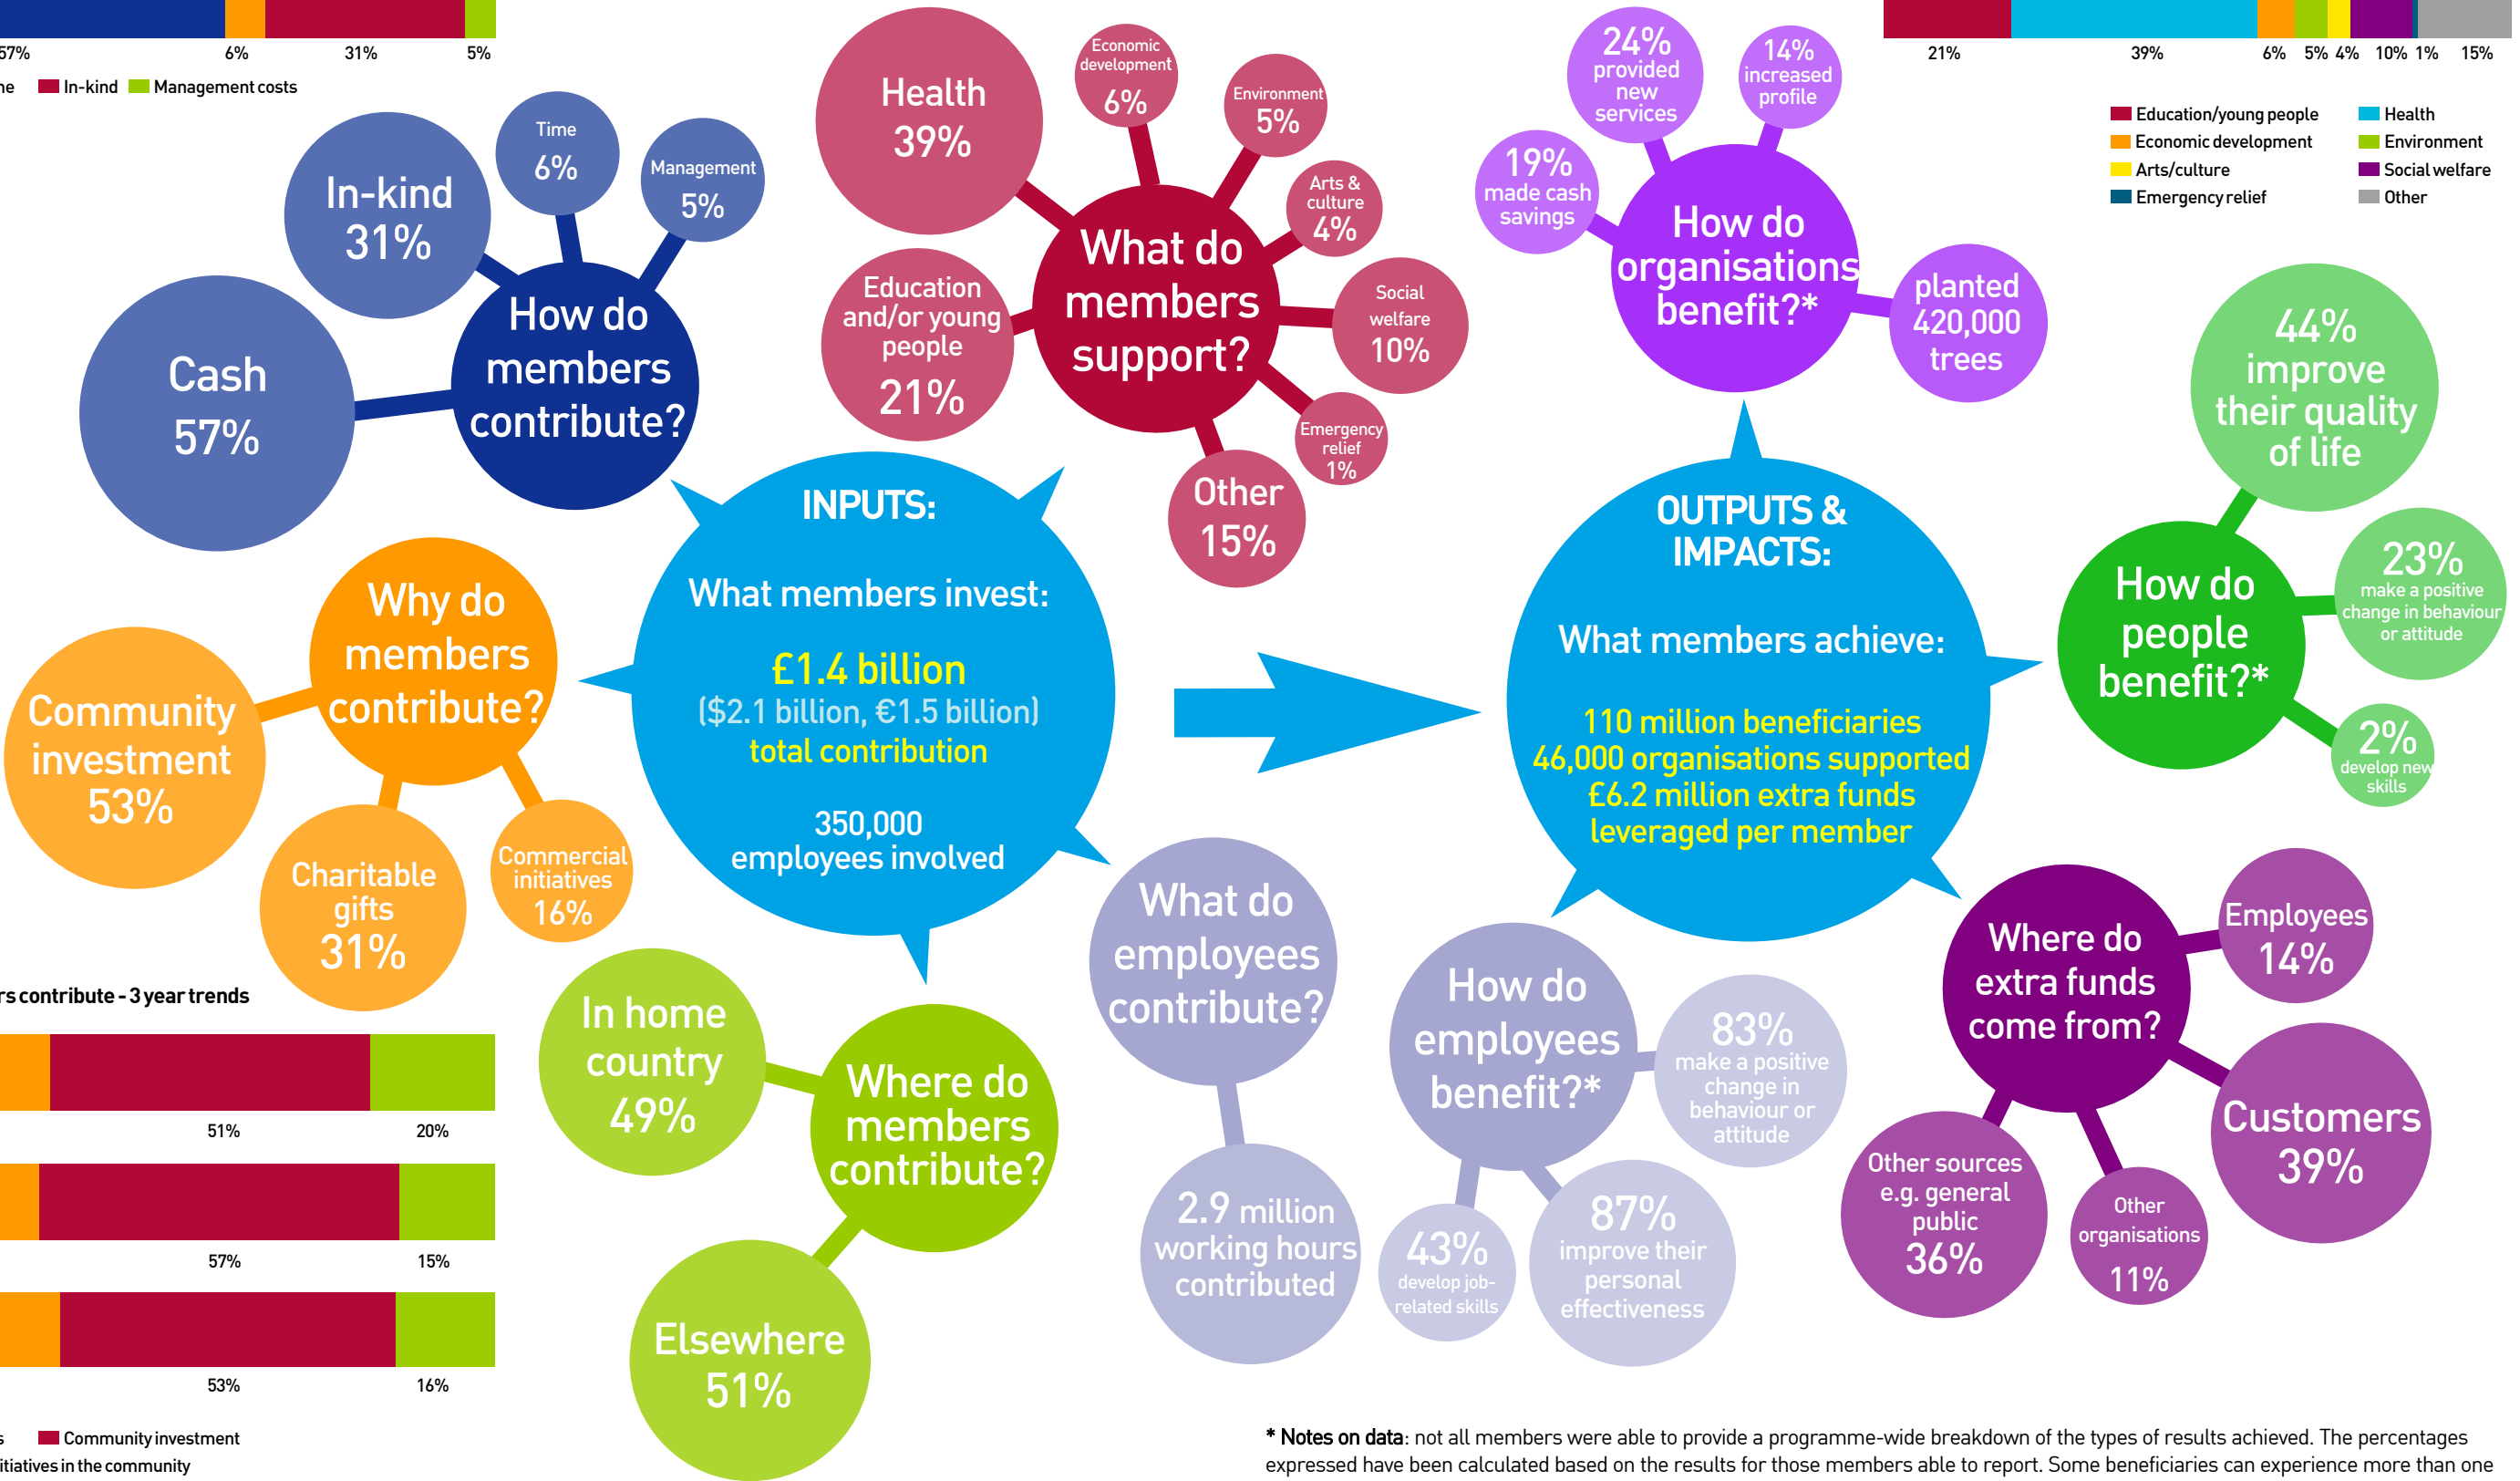 57%
6%
31%
5%
In-kind
Management costs
21%
39%
6%
5%
4%
10%
1%
15%
Education/young people
Health
Economic development
Environment
Arts/culture
Social welfare
Emergency relief
Other
How do
members
contribute?
Cash
57%
In-kind
31%
Time
6%
Management
5%
What do
members
support?
Health
39%
Economic
development
6%
Environment
5%
Arts &
culture
4%
Social
welfare
10%
Emergency
relief
1%
Other
15%
Education
and/or young
people
21%
How do
organisations
benefit?*
19%
made cash
savings
24%
provided
new
services
14%
increased
profile
planted
420,000
trees
How do
people
benefit?*
44%
improve
their quality
of life
23%
make a positive
change in behaviour
or attitude
2%
develop new
skills
INPUTS:
What members invest:
£1.4 billion
($2.1 billion, €1.5 billion)
total contribution
350,000
employees involved
OUTPUTS &
IMPACTS:
What members achieve:
110 million beneficiaries
46,000 organisations supported
£6.2 million extra funds
leveraged per member
Why do
members
contribute?
Community
investment
53%
Charitable
gifts
31%
Commercial
initiatives
16%
Where do
members
contribute?
In home
country
49%
Elsewhere
51%
What do
employees
contribute?
2.9 million
working hours
contributed
How do
employees
benefit?*
83%
make a positive
change in
behaviour or
attitude
87%
improve their
personal
effectiveness
43%
develop job-
related skills
Where do
extra funds
come from?
Employees
14%
Customers
39%
Other
organisations
11%
Other sources
e.g. general
public
36%
contribute - 3 year trends
51%
20%
57%
15%
53%
16%
Community investment
in the community
* Notes on data: not all members were able to provide a programme-wide breakdown of the types of results achieved. The percentages
expressed have been calculated based on the results for those members able to report. Some beneficiaries can experience more than one